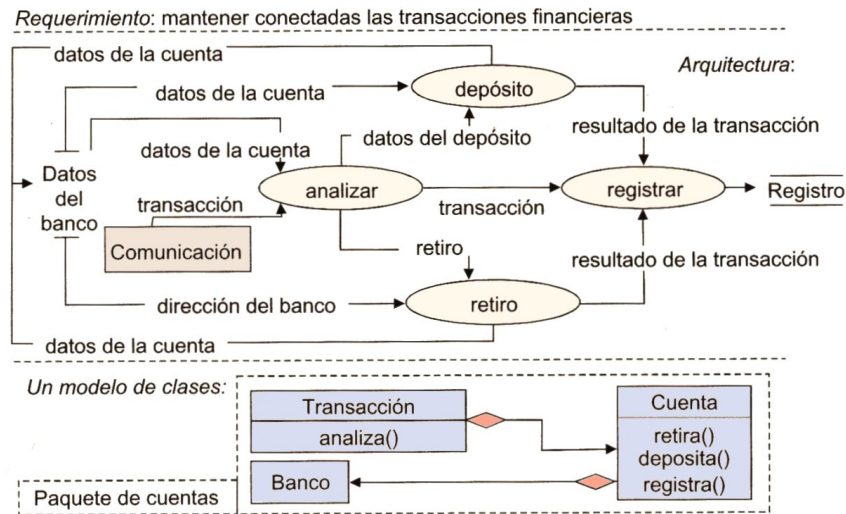 Requerimiento: mantener conectadas las transacciones financieras
datos de la cuenta
Arquitectura:
depósito
datos de la cuenta
resultado de la transacción
datos del depósito
datos de la cuenta
Datos
del
banco
analizar
registrar
Registro
transacción
transacción
Comunicación
retiro
resultado de la transacción
dirección del banco
retiro
datos de la cuenta
Un modelo de clases:
Transacción
analiza()
Cuenta
retira()
deposita()
registra()
Banco
Paquete de cuentas